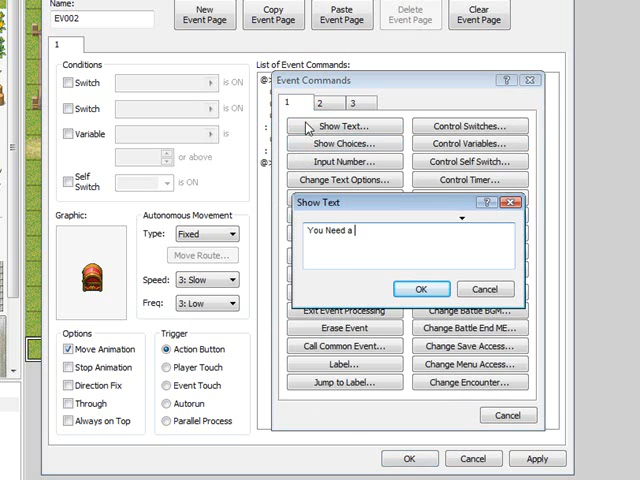 Name:
EV002
New
Event Page
Copy
Event Page
Paste
Event Page
Delete
Event Page
Clear
Event Page
1
Conditions
Switch
is ON
Switch
is ON
Variable
is
or above
Self
Switch
is ON
Graphic:
Autonomous Movement
Type:
Fixed
Move Route...
Speed:
3: Slow
Freq:
3: Low
Options
Move Animation
Stop Animation
Direction Fix
Through
Always on Top
Trigger
Action Button
Player Touch
Event Touch
Autorun
Parallel Process
List of Event Commands:
@>
:
:
@>
Event Commands
1
2
3
Show Text...
Control Switches...
Show Choices...
Control Variables...
Input Number...
Control Self Switch...
Change Text Options...
Control Timer...
Show Text
You Need a
OK
Cancel
Exit Event Processing
Change Battle BGM...
Erase Event
Change Battle End ME...
Call Common Event...
Change Save Access...
Label...
Change Menu Access...
Jump to Label...
Change Encounter...
Cancel
OK
Cancel
Apply